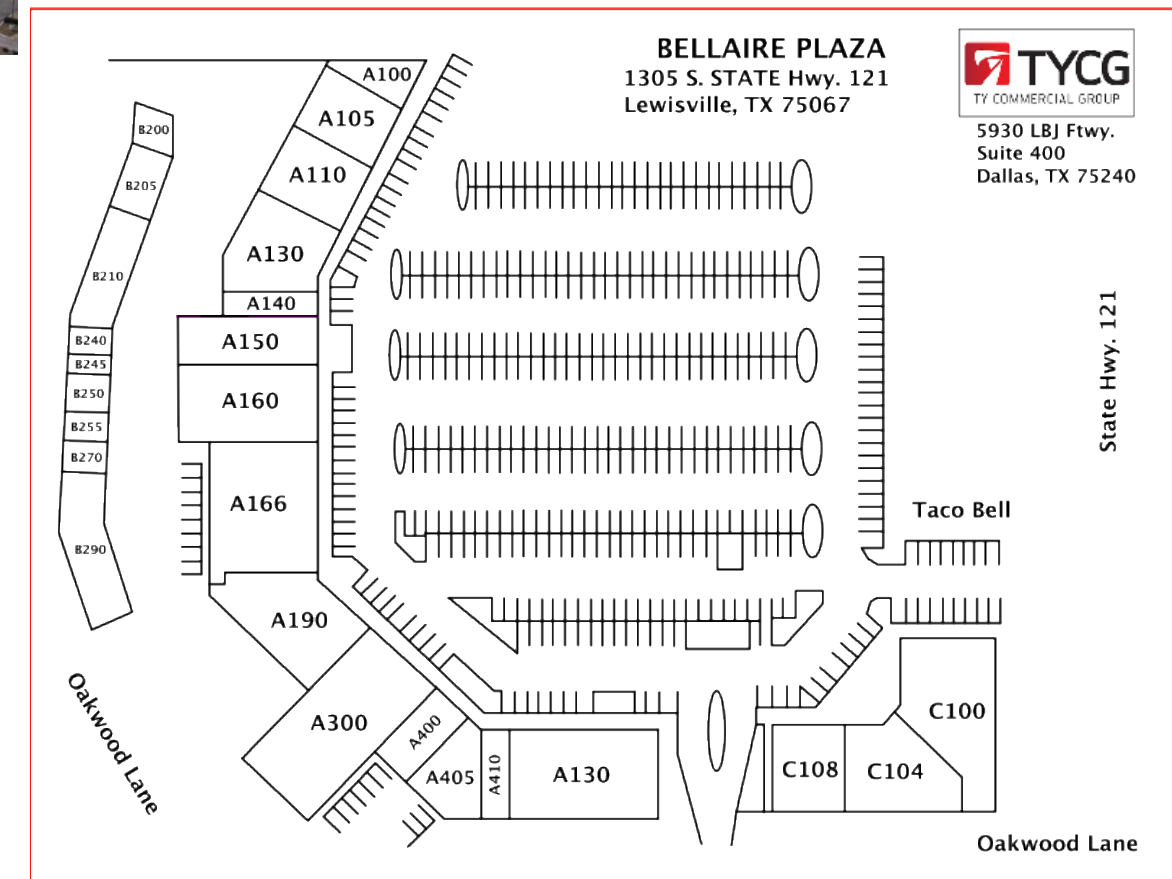 BELLAIRE PLAZA
1305 S. STATE Hwy. 121
Lewisville, TX 75067
TYCG
TY COMMERCIAL GROUP
5930 LBJ Ftwy.
Suite 400
Dallas, TX 75240
A100
A105
A110
A130
A140
A150
A160
A166
A190
A300
A400
A405
A410
A130
B200
B205
B210
B240
B245
B250
B255
B270
B290
C108
C104
C100
Taco Bell
State Hwy. 121
Oakwood Lane
Oakwood Lane